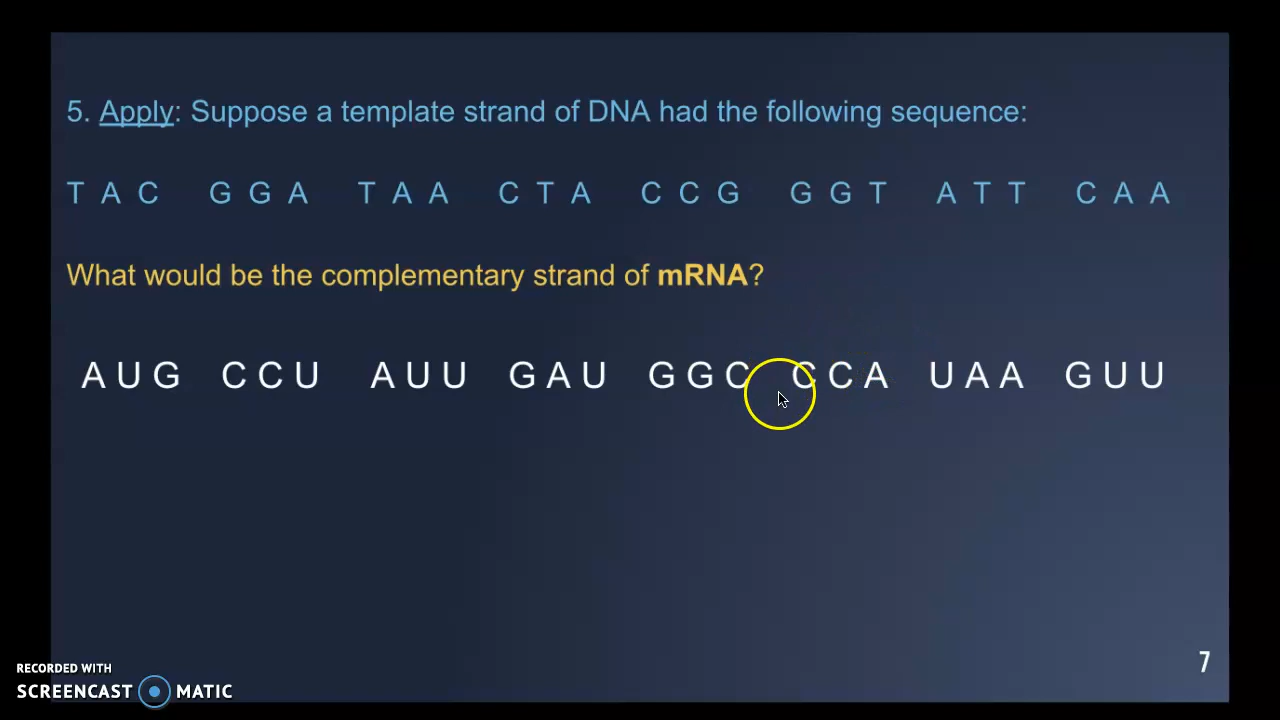 5. Apply: Suppose a template strand of DNA had the following sequence:
T A C G G A T A A C T A C C G G G T A T T C A A
What would be the complementary strand of mRNA?
A U G C C U A U U G A U G G C C C A U A A G U U
7
RECORDED WITH
SCREENCAST MATIC